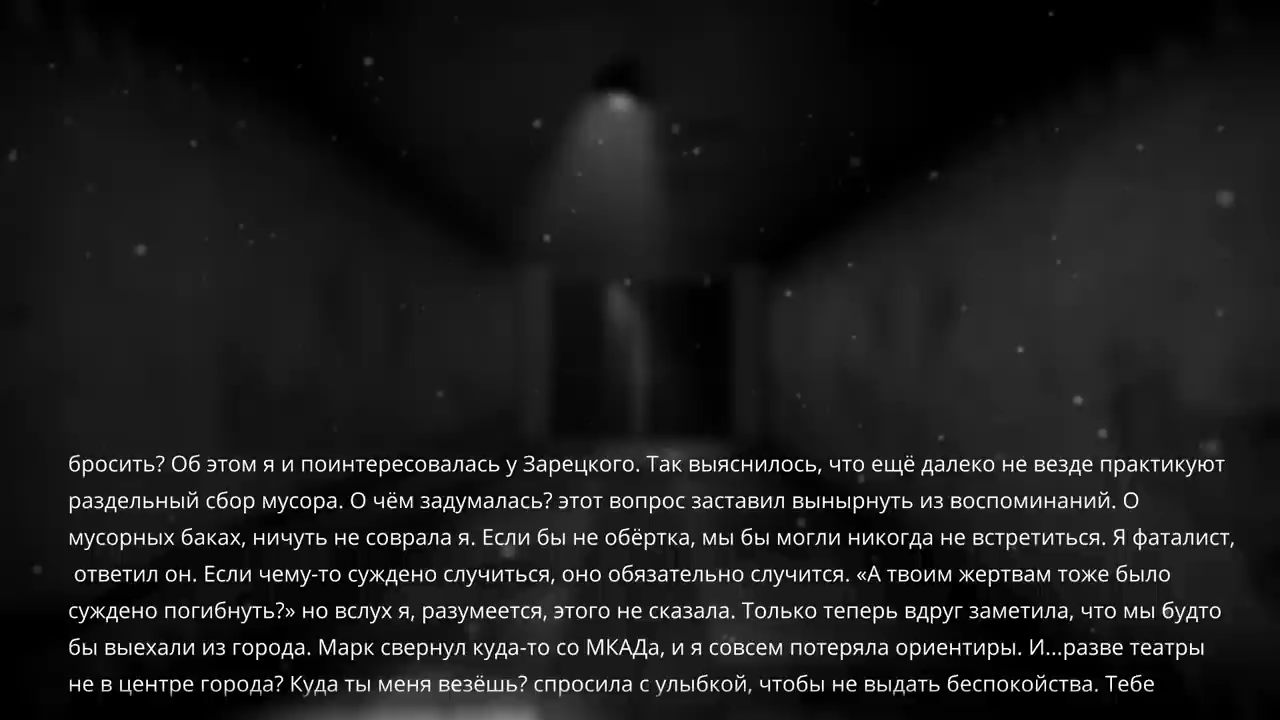 бросить? Об этом я и поинтересовалась у Зарецкого. Так выяснилось, что ещё далеко не везде практикуют
раздельный сбор мусора. О чём задумалась? этот вопрос заставил вынырнуть из воспоминаний. О
мусорных баках, ничуть не соврала я. Если бы не обёртка, мы бы могли никогда не встретиться. Я фаталист,
ответил он. Если чему-то суждено случиться, оно обязательно случится. «А твоим жертвам тоже было
суждено погибнуть?» но вслух я, разумеется, этого не сказала. Только теперь вдруг заметила, что мы будто
бы выехали из города. Марк свернул куда-то со МКАДа, и я совсем потеряла ориентиры. И...разве театры
не в центре города? Куда ты меня везёшь? спросила с улыбкой, чтобы не выдать беспокойства. Тебе